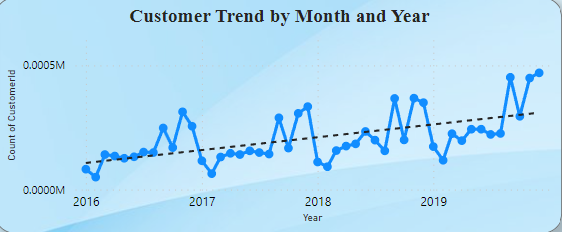 Customer Trend by Month and Year
0.0005M
Count of CustomerId
0.0000M
2016 2017 2018 2019
Year